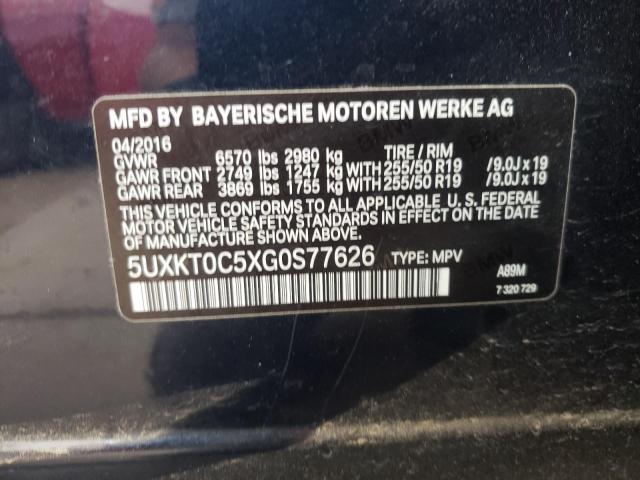 MFD BY BAYERISCHE MOTOREN WERKE AG
04/2016
GVWR 6570 lbs 2980 kg TIRE / RIM
GAWR FRONT 2749 lbs 1247 kg WITH 255/50 R19 /9.0J x 19
GAWR REAR 3869 lbs 1755 kg WITH 255/50 R19 /9.0J x 19
THIS VEHICLE CONFORMS TO ALL APPLICABLE U. S. FEDERAL
MOTOR VEHICLE SAFETY STANDARDS IN EFFECT ON THE
DATE OF MANUFACTURE SHOWN ABOVE.
5UXKT0C5XG0S77626 TYPE: MPV
A89M
7 320 729